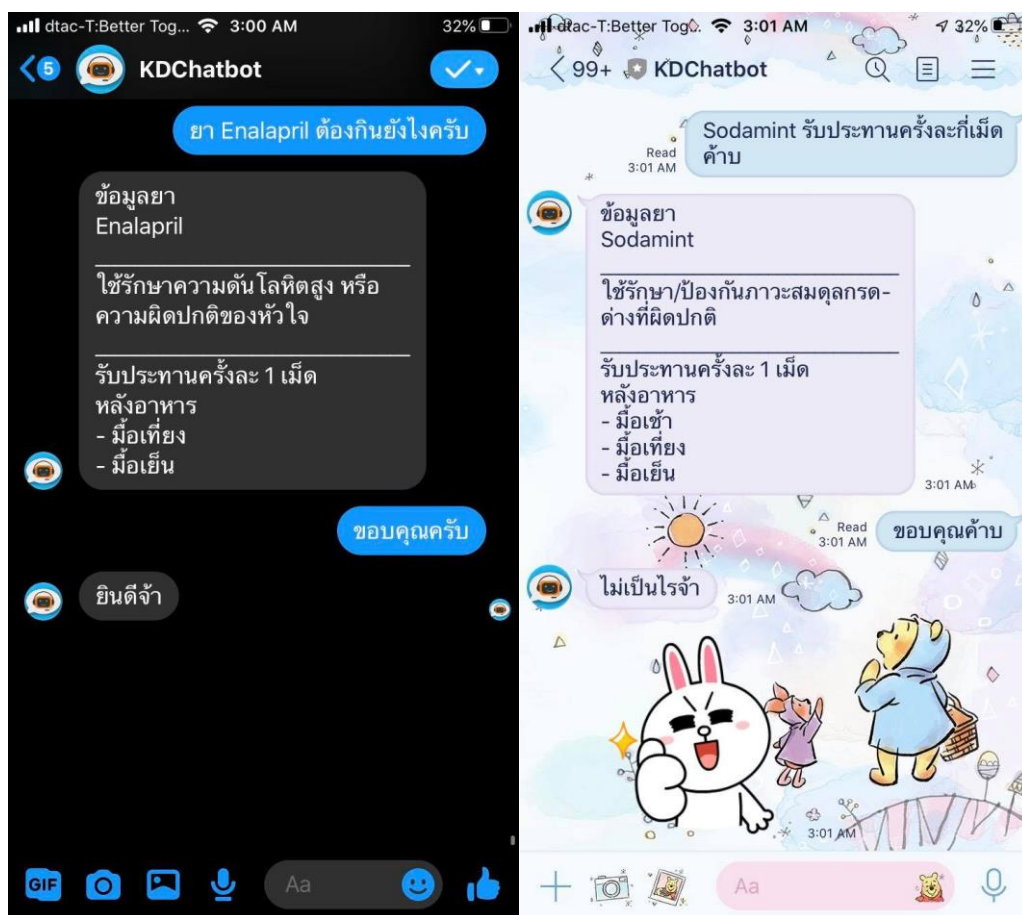 dtac-T:Better Tog... 3:00 AM 32%
5 KDChatbot
ยา Enalapril ต้องกินยังไงครับ
ข้อมูลยา
Enalapril
ใช้รักษาความดันโลหิตสูง หรือ
ความผิดปกติของหัวใจ
รับประทานครั้งละ 1 เม็ด
หลังอาหาร
- มื้อเที่ยง
- มื้อเย็น
ขอบคุณครับ
ยินดีจ้า
GIF Aa
dtac-T:Better Tog... 3:01 AM 32%
99+ KDChatbot
Sodamint รับประทานครั้งละกี่เม็ด
ค้าบ
Read
3:01 AM
ข้อมูลยา
Sodamint
ใช้รักษา/ป้องกันภาวะสมดุลกรด-
ด่างที่ผิดปกติ
รับประทานครั้งละ 1 เม็ด
หลังอาหาร
- มื้อเช้า
- มื้อเที่ยง
- มื้อเย็น
3:01 AM
Read
3:01 AM
ขอบคุณค้าบ
ไม่เป็นไรจ้า
3:01 AM
3:01 AM
Aa